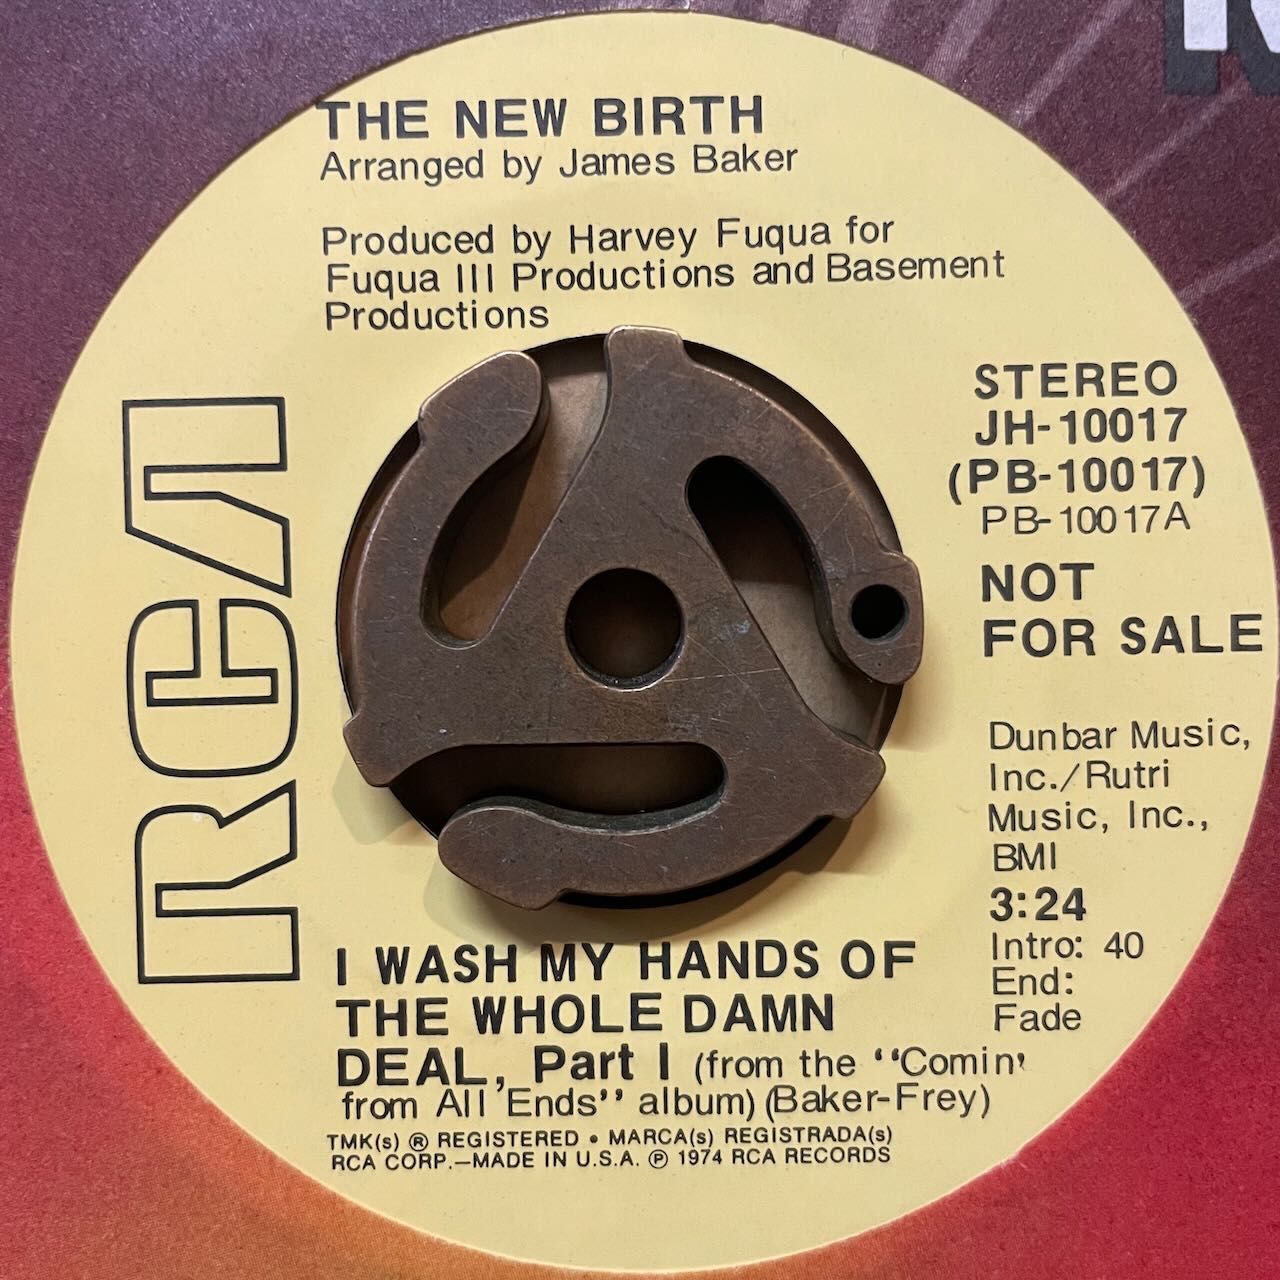 THE NEW BIRTH
Arranged by James Baker
Produced by Harvey Fuqua for
Fuqua III Productions and Basement
Productions
RCA
STEREO
JH-10017
(PB-10017)
PB-10017A
NOT
FOR SALE
Dunbar Music,
Inc./Rutri
Music, Inc.,
BMI
3:24
Intro: 40
End:
Fade
I WASH MY HANDS OF
THE WHOLE DAMN
DEAL, Part I (from the "Comin'
from All Ends" album) (Baker-Frey)
TMK(s) ® REGISTERED • MARCA(s) REGISTRADA(s)
RCA CORP.—MADE IN U.S.A. ℗ 1974 RCA RECORDS